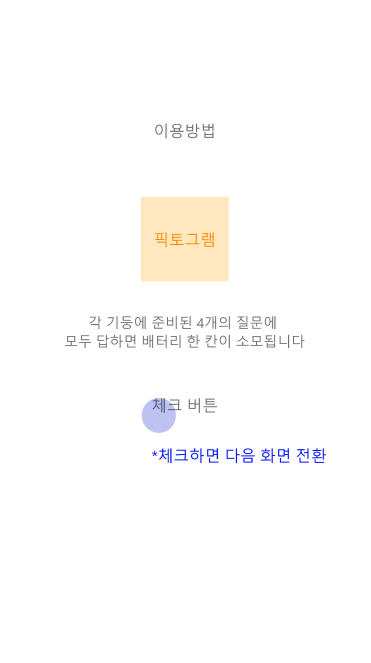 이용방법
픽토그램
각 기둥에 준비된 4개의 질문에
모두 답하면 배터리 한 칸이 소모됩니다
체크 버튼
*체크하면 다음 화면 전환